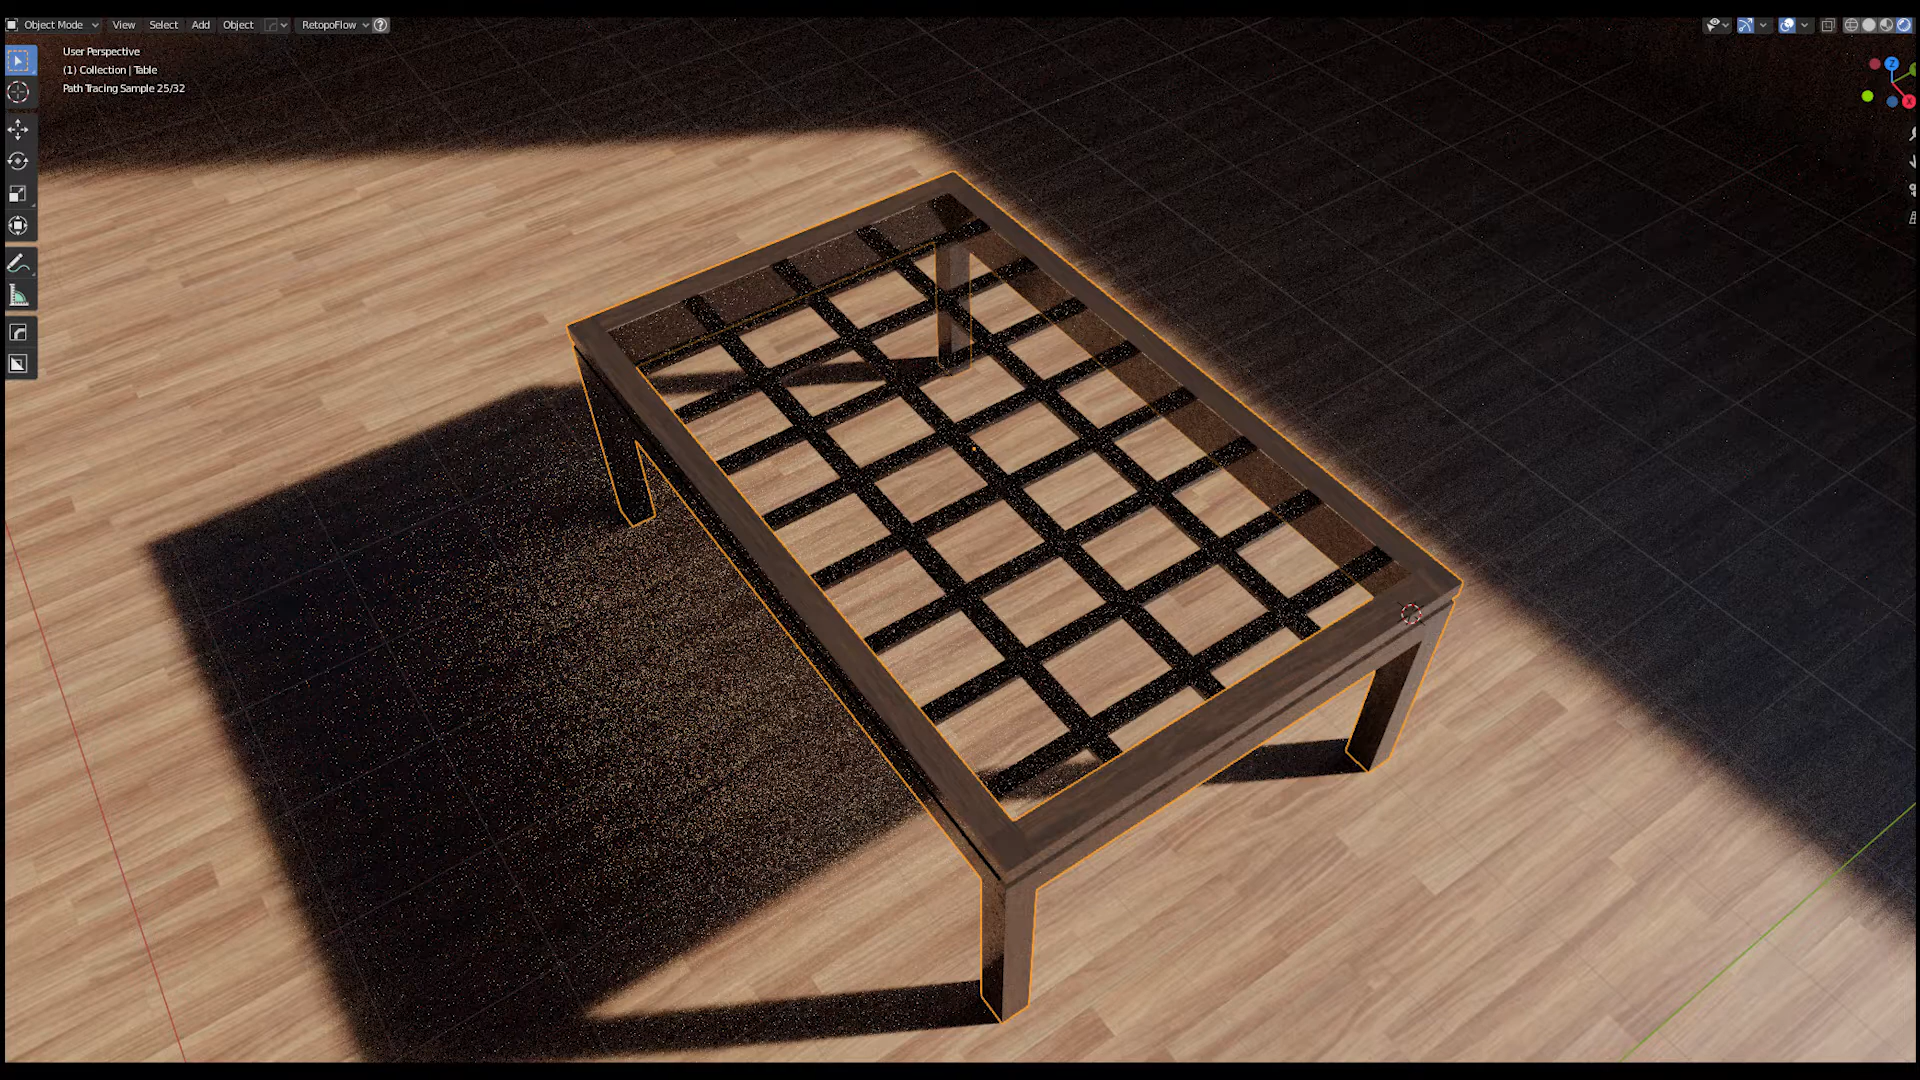 Object Mode View Select Add Object RetopoFlow
User Perspective
(1) Collection | Table
Path Tracing Sample 25/32
Z
X